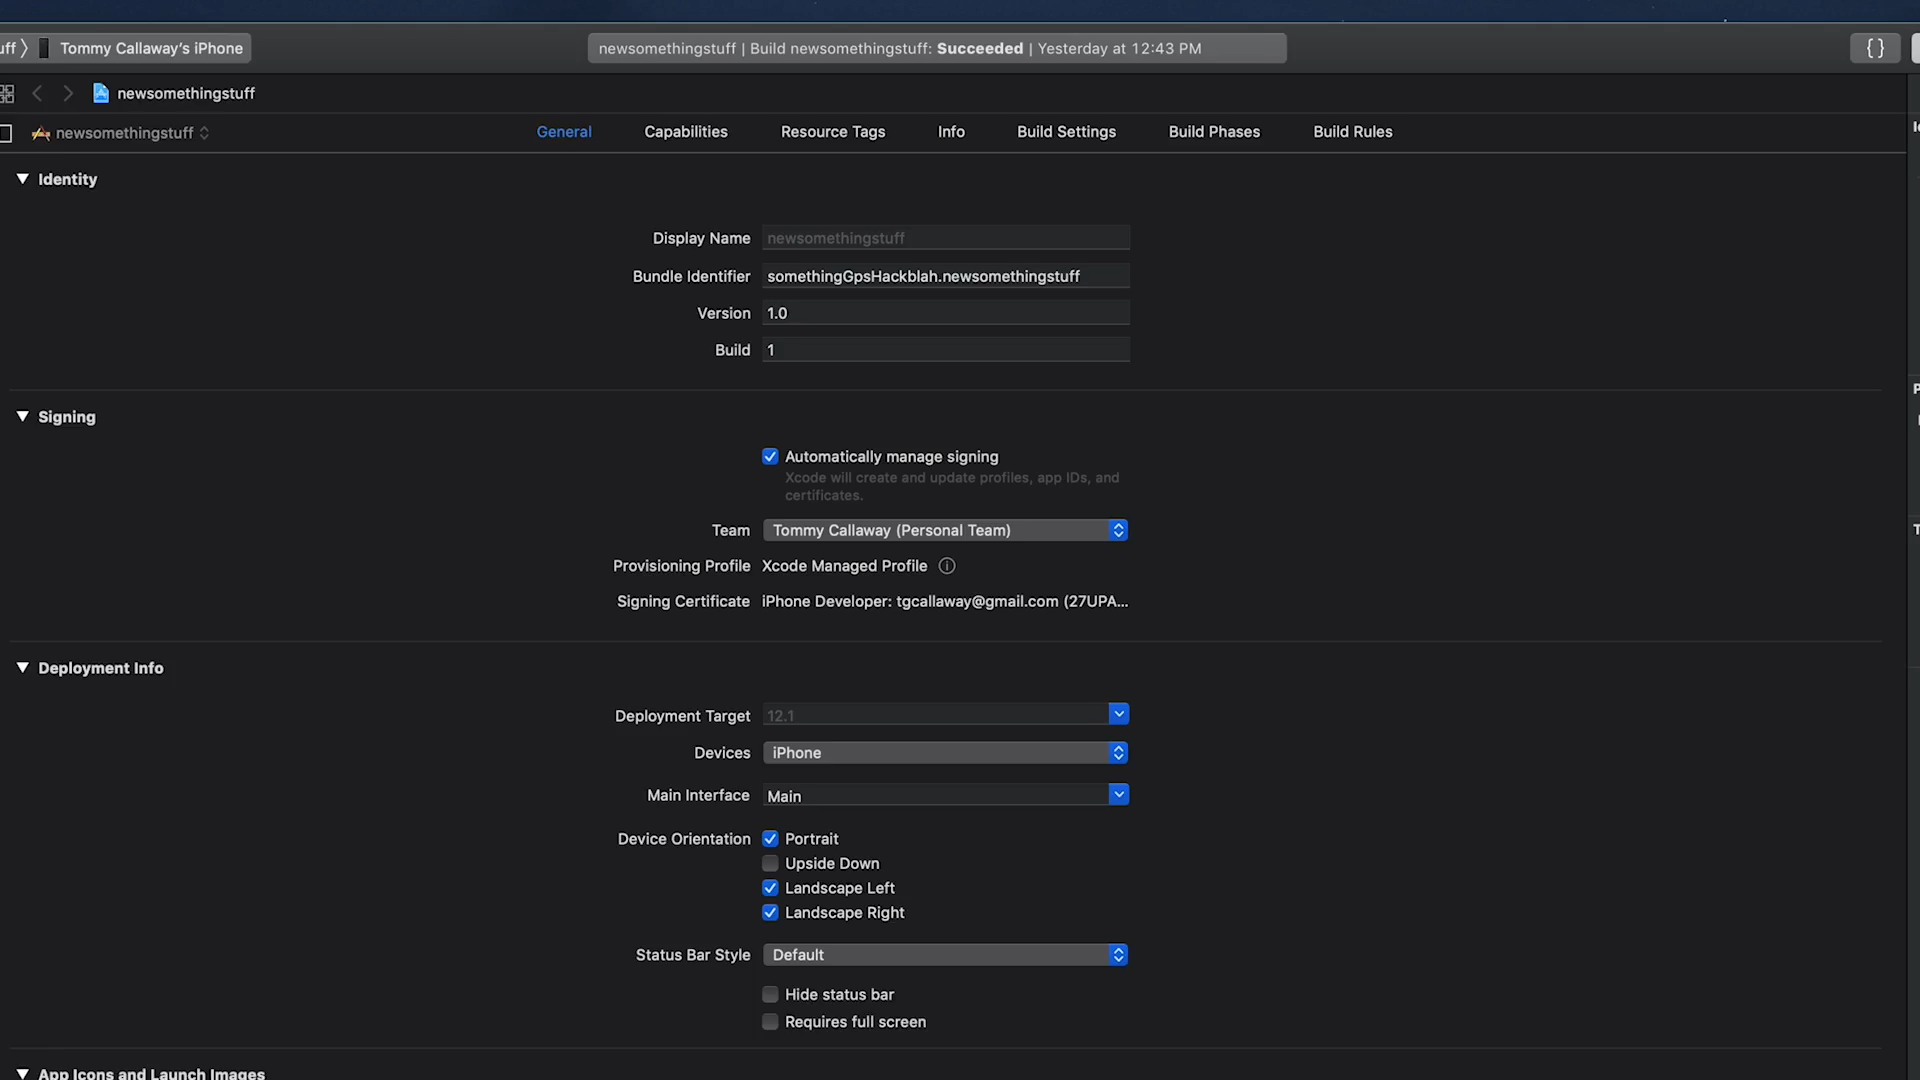 uff Tommy Callaway's iPhone
newsomethingstuff | Build newsomethingstuff: Succeeded | Yesterday at 12:43 PM
{ }
newsomethingstuff
newsomethingstuff
General Capabilities Resource Tags Info Build Settings Build Phases Build Rules
Identity
Display Name newsomethingstuff
Bundle Identifier somethingGpsHackblah.newsomethingstuff
Version 1.0
Build 1
Signing
Automatically manage signing
Xcode will create and update profiles, app IDs, and
certificates.
Team Tommy Callaway (Personal Team)
Provisioning Profile Xcode Managed Profile
Signing Certificate iPhone Developer: tgcallaway@gmail.com (27UPA...
Deployment Info
Deployment Target 12.1
Devices iPhone
Main Interface Main
Device Orientation Portrait
Upside Down
Landscape Left
Landscape Right
Status Bar Style Default
Hide status bar
Requires full screen
App Icons and Launch Images